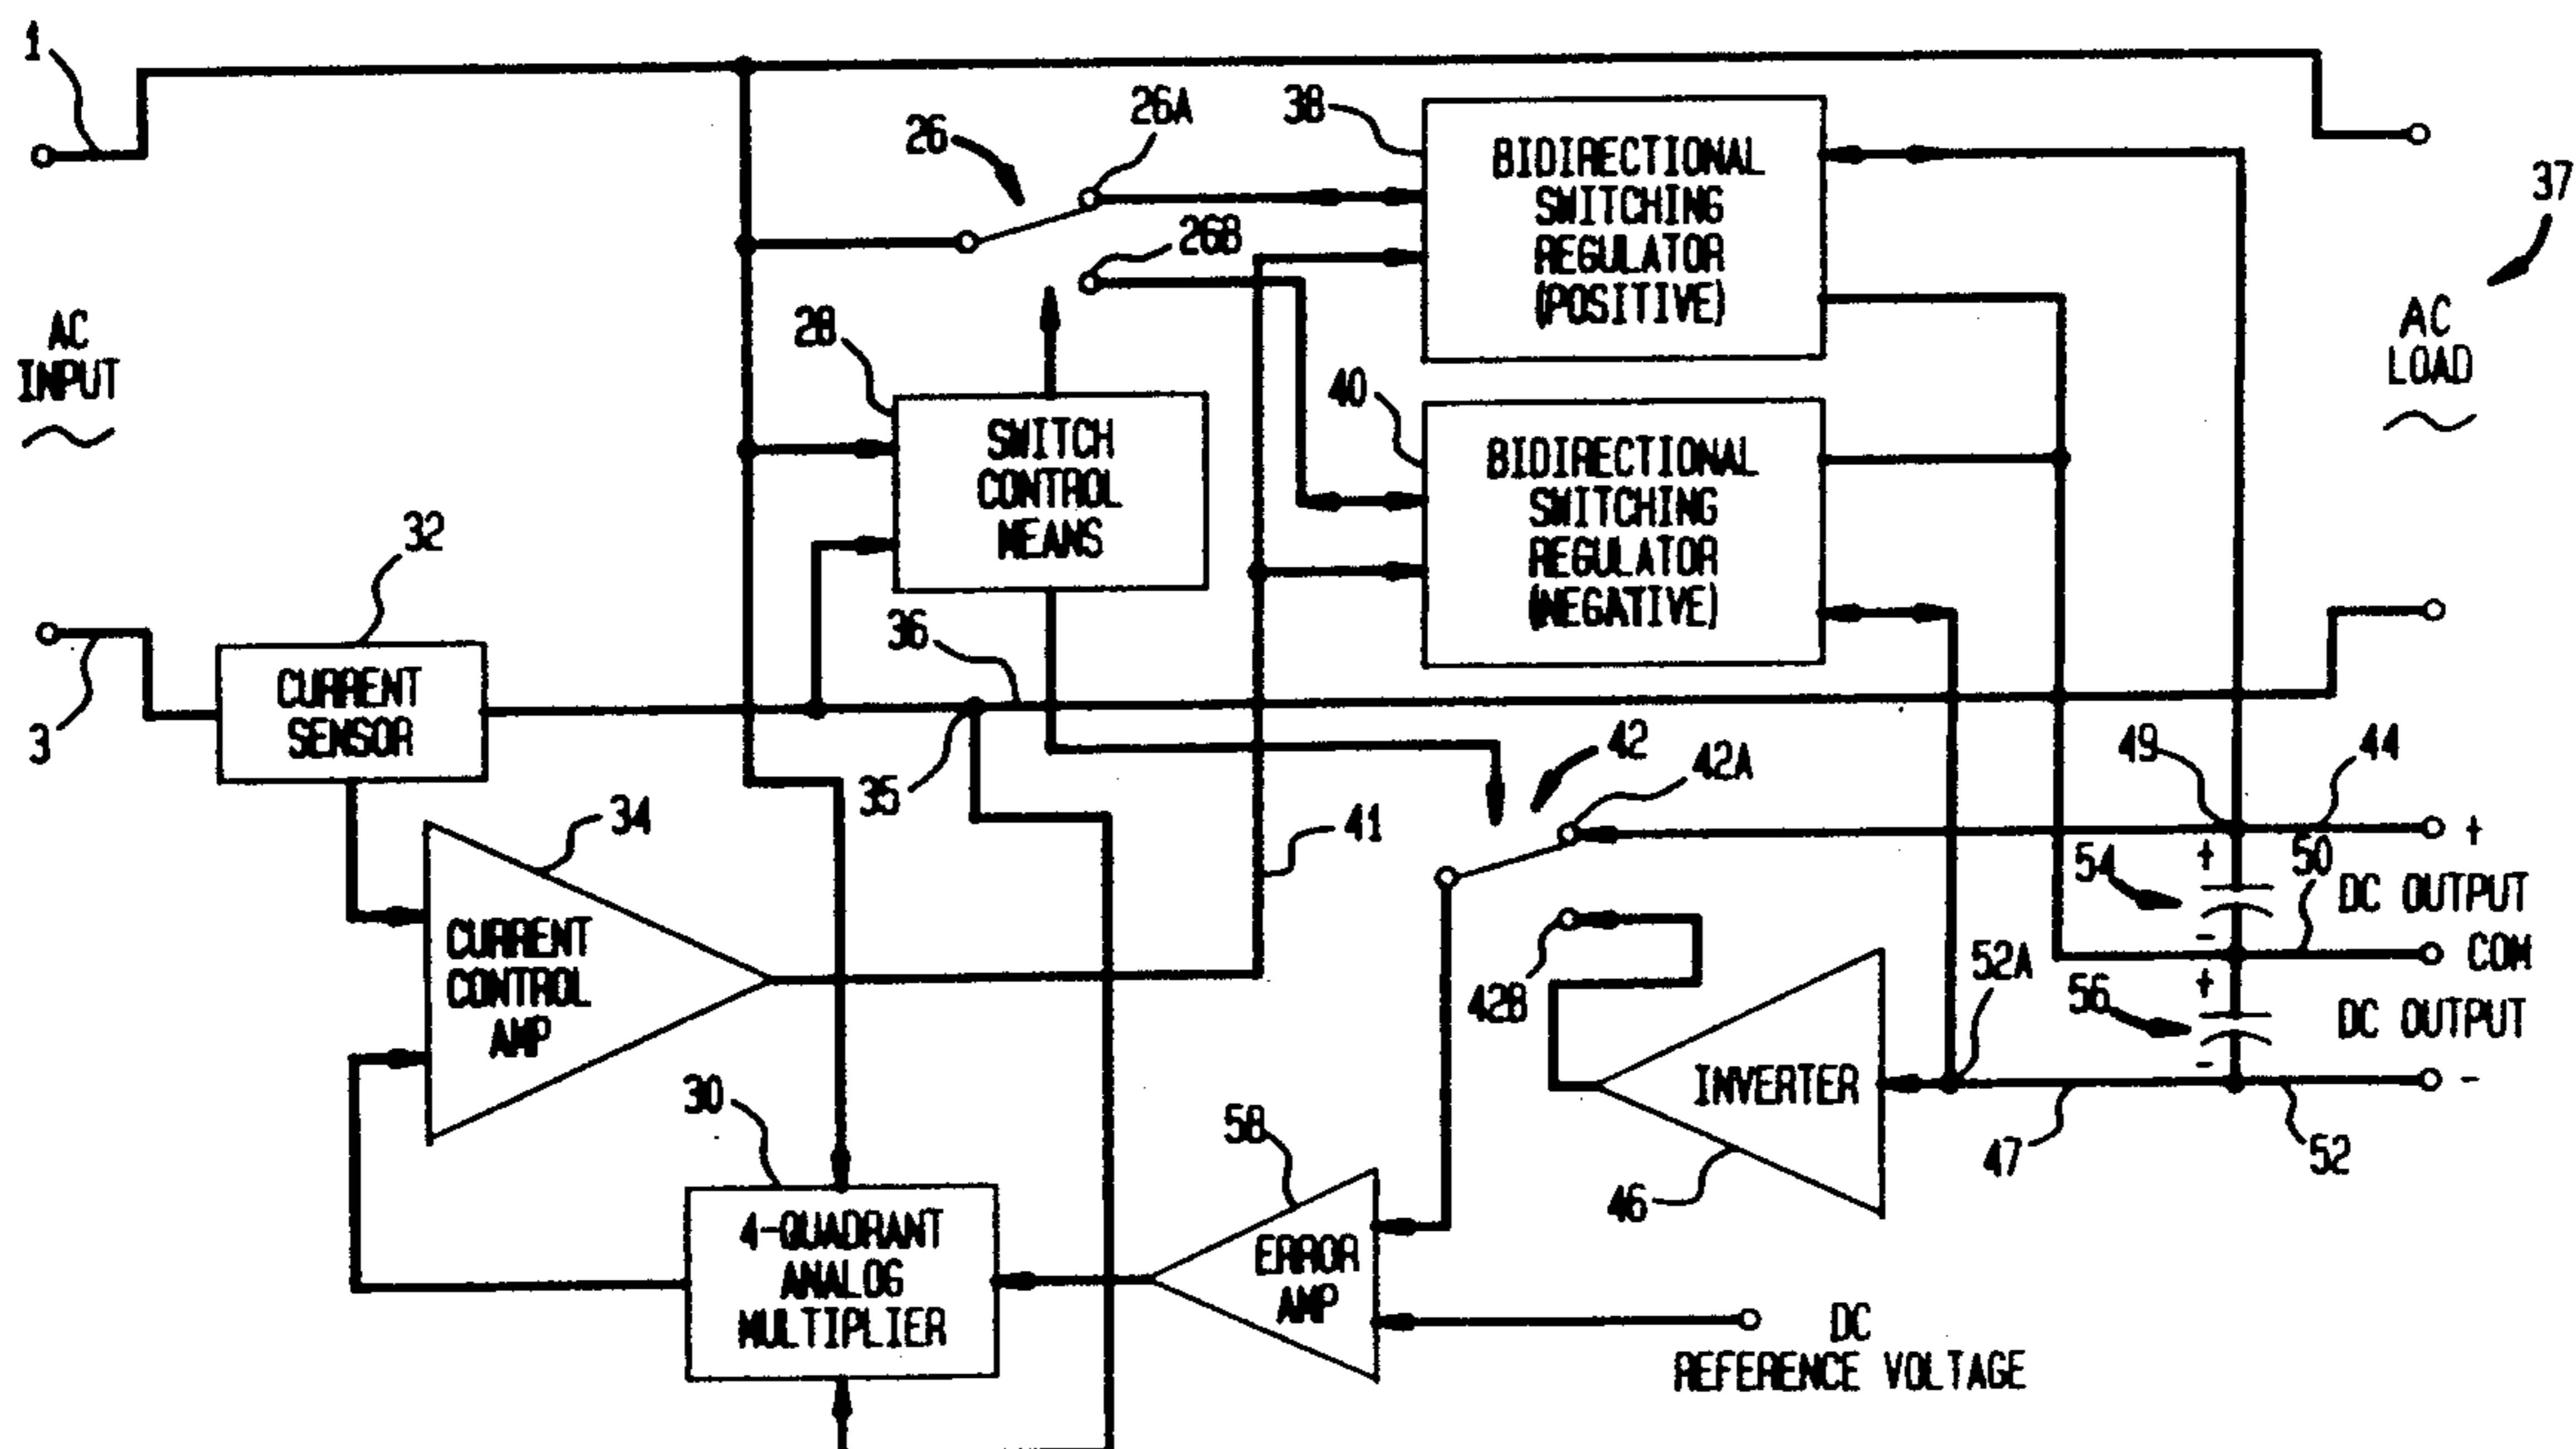 1
26
26A
26B
38
BIDIRECTIONAL
SWITCHING
REGULATOR
(POSITIVE)
37
AC
INPUT
AC
LOAD
28
SWITCH
CONTROL
MEANS
40
BIDIRECTIONAL
SWITCHING
REGULATOR
(NEGATIVE)
3
32
CURRENT
SENSOR
36
35
42
42A
42B
49
44
+
34
CURRENT
CONTROL
AMP
41
54
+
-
50
DC OUTPUT
COM
56
+
-
DC OUTPUT
-
52A
INVERTER
46
47
52
30
4-QUADRANT
ANALOG
MULTIPLIER
58
ERROR
AMP
DC
REFERENCE VOLTAGE